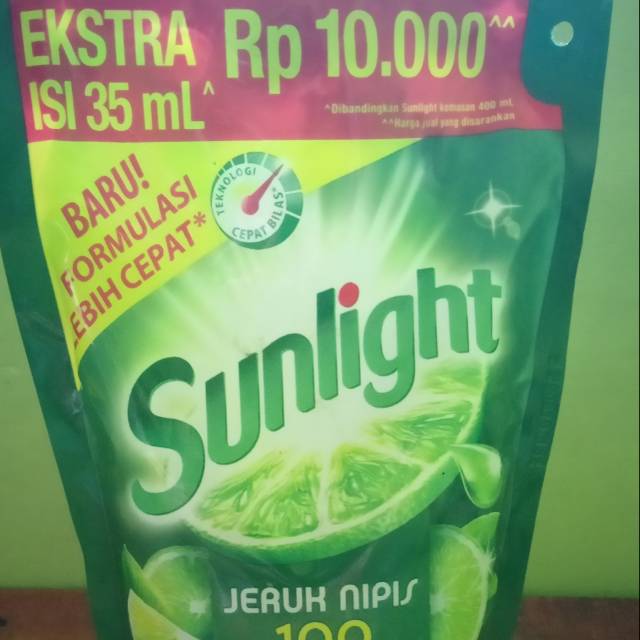 EKSTRA
ISI 35 mL^
Rp 10.000^^
^Dibandingkan Sunlight kemasan 400 mL
^^Harga jual yang disarankan
BARU!
FORMULASI
LEBIH CEPAT*
TEKNOLOGI
CEPAT BILAS*
Sunlight
JERUK NIPIS
100